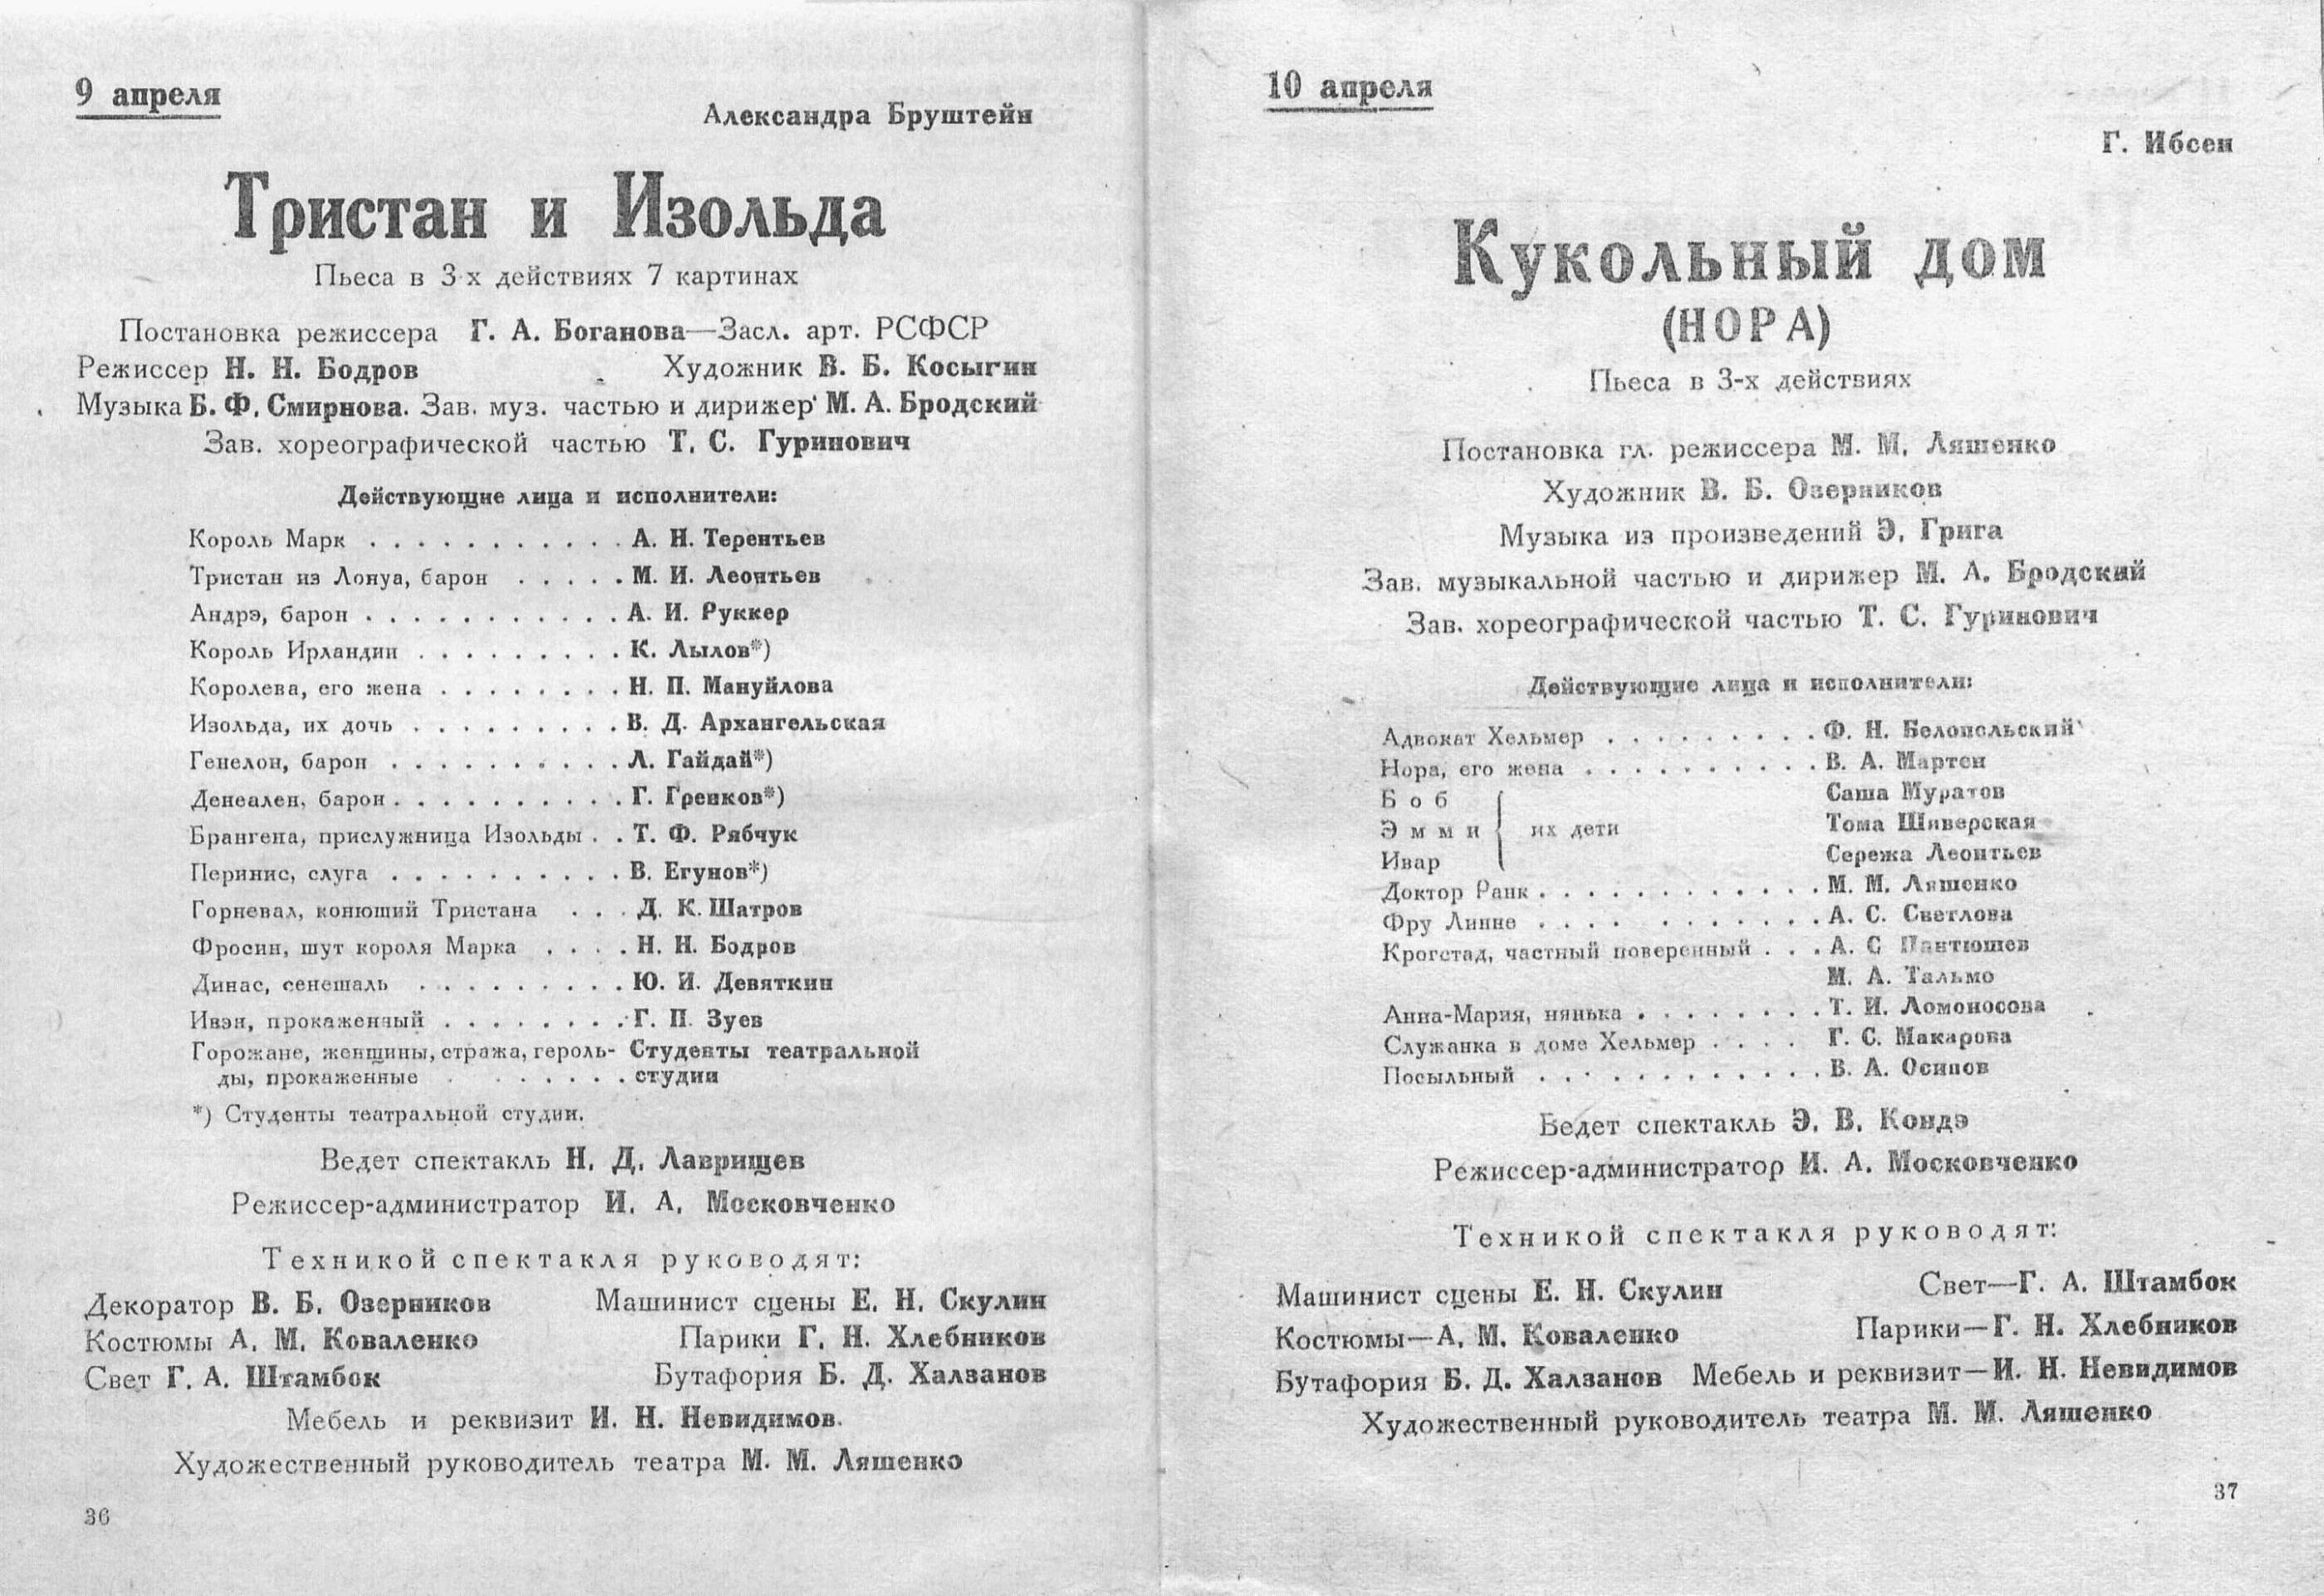 9 апреля
Александра Бруштейн
Тристан и Изольда
Пьеса в 3-х действиях 7 картинах
Постановка режиссера Г. А. Боганова—Засл. арт. РСФСР
Режиссер Н. Н. Бодров Художник В. Б. Косыгин
Музыка Б. Ф. Смирнова. Зав. муз. частью и дирижер М. А. Бродский
Зав. хореографической частью Т. С. Гуринович
Действующие лица и исполнители:
Король Марк . . . . . . . . . . . А. Н. Терентьев
Тристан из Лонуа, барон . . . . . М. И. Леонтьев
Андрэ, барон . . . . . . . . . . . А. И. Руккер
Король Ирландии . . . . . . . . . К. Лылов*)
Королева, его жена . . . . . . . . Н. П. Мануйлова
Изольда, их дочь . . . . . . . . . В. Д. Архангельская
Генелон, барон . . . . . . . . . . Л. Гайдай*)
Денеален, барон . . . . . . . . . . Г. Гренков*)
Брангена, прислужница Изольды . . Т. Ф. Рябчук
Перинис, слуга . . . . . . . . . . В. Егунов*)
Горневал, конюший Тристана . . . Д. К. Шатров
Фросин, шут короля Марка . . . . Н. Н. Бодров
Динас, сенешаль . . . . . . . . . Ю. И. Девяткин
Ивэн, прокаженный . . . . . . . . Г. П. Зуев
Горожане, женщины, стража, героль- Студенты театральной
ды, прокаженные . . . . . . . студии
*) Студенты театральной студии.
Ведет спектакль Н. Д. Лаврищев
Режиссер-администратор И. А. Московченко
Техникой спектакля руководят:
Декоратор В. Б. Озерников Машинист сцены Е. Н. Скулин
Костюмы А. М. Коваленко Парики Г. Н. Хлебников
Свет Г. А. Штамбок Бутафория Б. Д. Халзанов
Мебель и реквизит И. Н. Невидимов.
Художественный руководитель театра М. М. Ляшенко
36
10 апреля
Г. Ибсен
Кукольный дом
(НОРА)
Пьеса в 3-х действиях
Постановка гл. режиссера М. М. Ляшенко
Художник В. Б. Озерников
Музыка из произведений Э. Грига
Зав. музыкальной частью и дирижер М. А. Бродский
Зав. хореографической частью Т. С. Гуринович
Действующие лица и исполнители:
Адвокат Хельмер . . . . . . . . . Ф. Н. Белопольский
Нора, его жена . . . . . . . . . . В. А. Мартен
Боб Саша Муратов
Эмми их дети Тома Шиверская
Ивар Сережа Леонтьев
Доктор Ранк . . . . . . . . . . . . М. М. Ляшенко
Фру Линне . . . . . . . . . . . . А. С. Светлова
Крогстад, частный поверенный . . . А. С Пантюшев
М. А. Тальмо
Анна-Мария, нянька . . . . . . . . Т. И. Ломоносова
Служанка в доме Хельмер . . . . Г. С. Макарова
Посыльный . . . . . . . . . . . . В. А. Осипов
Ведет спектакль Э. В. Кондэ
Режиссер-администратор И. А. Московченко
Техникой спектакля руководят:
Машинист сцены Е. Н. Скулин Свет—Г. А. Штамбок
Костюмы—А. М. Коваленко Парики—Г. Н. Хлебников
Бутафория Б. Д. Халзанов Мебель и реквизит—И. Н. Невидимов
Художественный руководитель театра М. М. Ляшенко
37